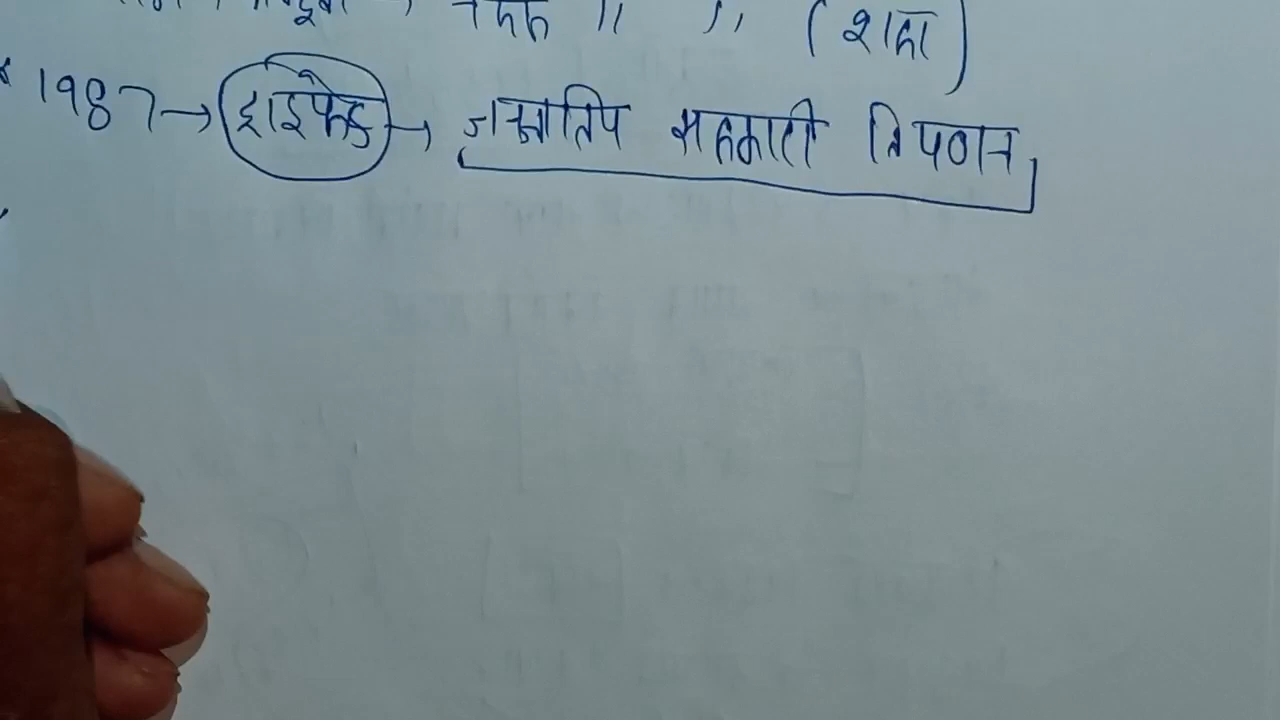 " " (शाखा)
1987 → ट्राइफेड → जनजातिय सहकारी विपणन